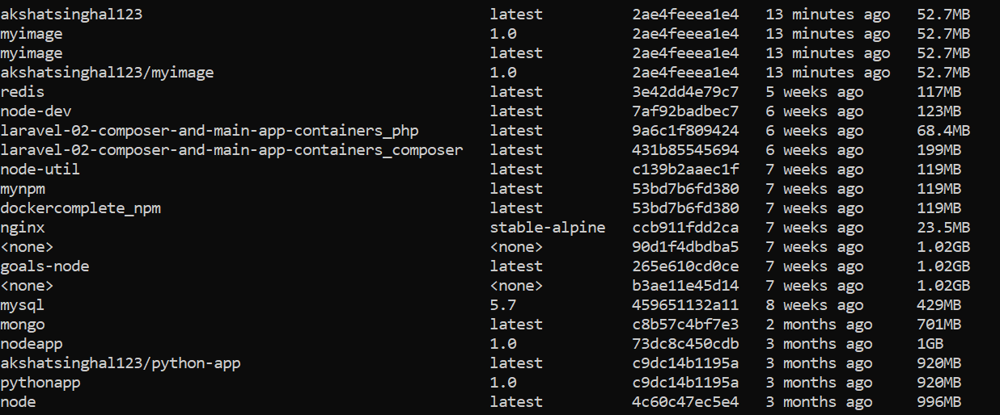 akshatsinghal123 latest 2ae4feeea1e4 13 minutes ago 52.7MB
myimage 1.0 2ae4feeea1e4 13 minutes ago 52.7MB
myimage latest 2ae4feeea1e4 13 minutes ago 52.7MB
akshatsinghal123/myimage 1.0 2ae4feeea1e4 13 minutes ago 52.7MB
redis latest 3e42dd4e79c7 5 weeks ago 117MB
node-dev latest 7af92badbec7 6 weeks ago 123MB
laravel-02-composer-and-main-app-containers_php latest 9a6c1f809424 6 weeks ago 68.4MB
laravel-02-composer-and-main-app-containers_composer latest 431b85545694 6 weeks ago 199MB
node-util latest c139b2aaec1f 7 weeks ago 119MB
mynpm latest 53bd7b6fd380 7 weeks ago 119MB
dockercomplete_npm latest 53bd7b6fd380 7 weeks ago 119MB
nginx stable-alpine ccb911fdd2ca 7 weeks ago 23.5MB
<none> <none> 90d1f4dbdba5 7 weeks ago 1.02GB
goals-node latest 265e610cd0ce 7 weeks ago 1.02GB
<none> <none> b3ae11e45d14 7 weeks ago 1.02GB
mysql 5.7 459651132a11 8 weeks ago 429MB
mongo latest c8b57c4bf7e3 2 months ago 701MB
nodeapp 1.0 73dc8c450cdb 3 months ago 1GB
akshatsinghal123/python-app latest c9dc14b1195a 3 months ago 920MB
pythonapp 1.0 c9dc14b1195a 3 months ago 920MB
node latest 4c60c47ec5e4 3 months ago 996MB